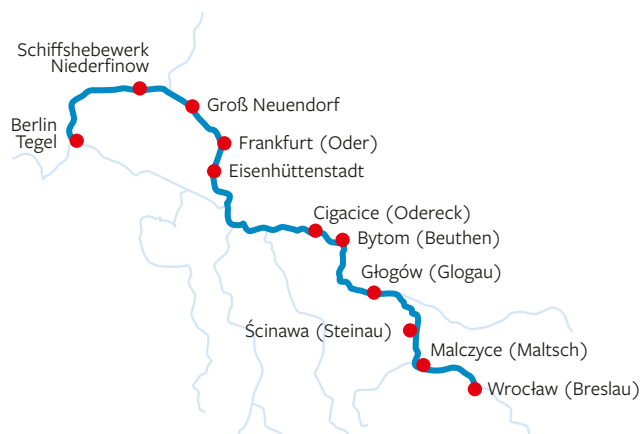 Schiffshebewerk
Niederfinow
Groß Neuendorf
Berlin
Tegel
Frankfurt (Oder)
Eisenhüttenstadt
Cigacice (Odereck)
Bytom (Beuthen)
Głogów (Glogau)
Ścinawa (Steinau)
Malczyce (Maltsch)
Wrocław (Breslau)